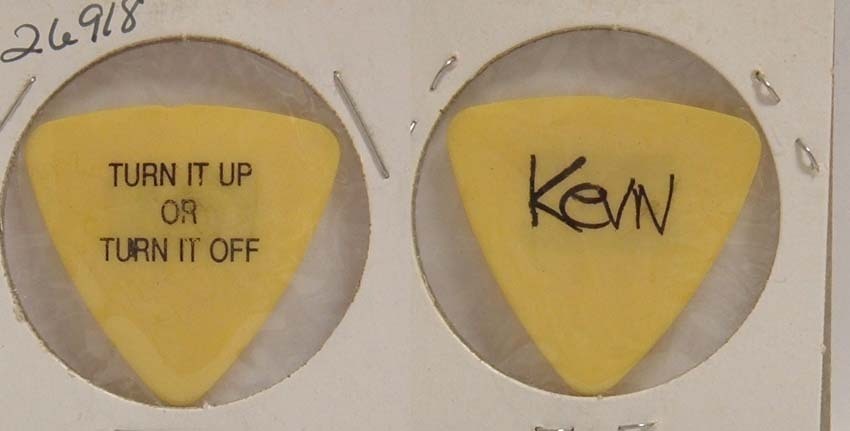 26918
TURN IT UP
OR
TURN IT OFF
Kevin